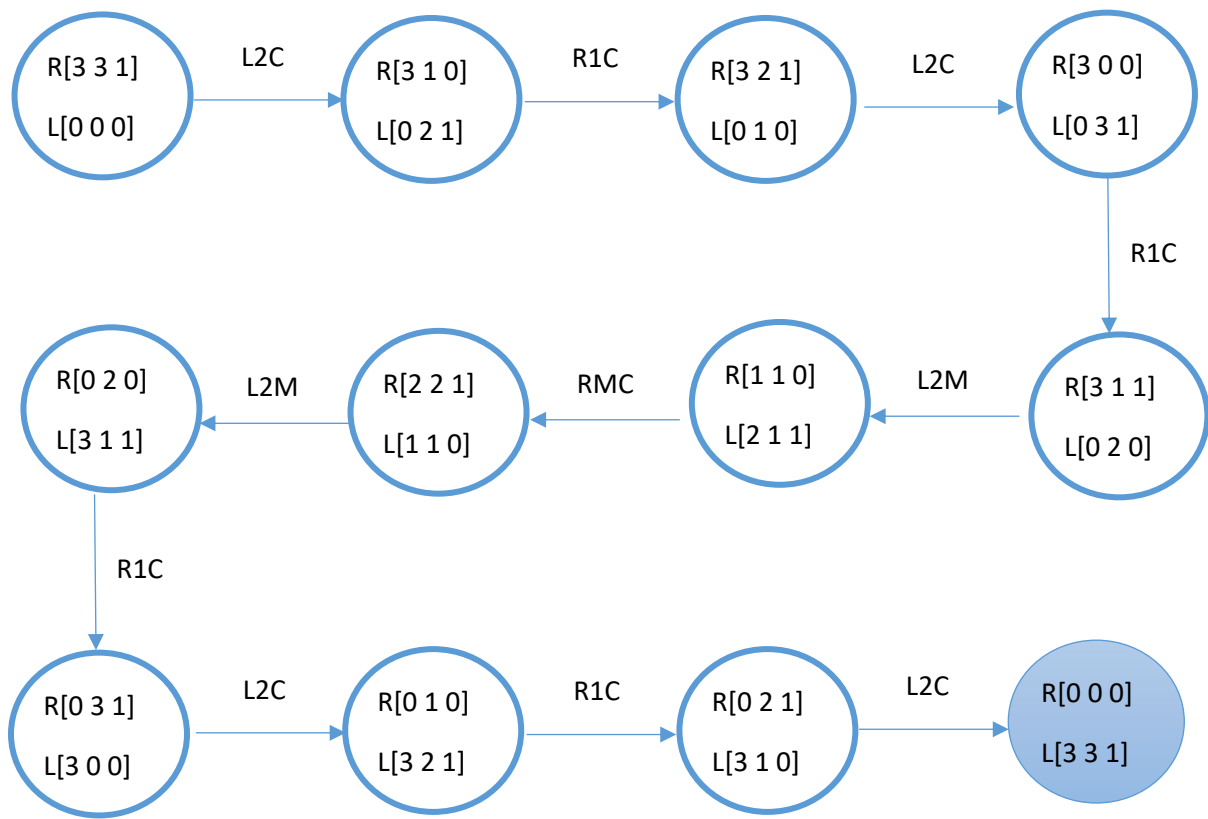 R[3 3 1]
L[0 0 0]
L2C
R[3 1 0]
L[0 2 1]
R1C
R[3 2 1]
L[0 1 0]
L2C
R[3 0 0]
L[0 3 1]
R1C
R[3 1 1]
L[0 2 0]
L2M
R[1 1 0]
L[2 1 1]
RMC
R[2 2 1]
L[1 1 0]
L2M
R[0 2 0]
L[3 1 1]
R1C
R[0 3 1]
L[3 0 0]
L2C
R[0 1 0]
L[3 2 1]
R1C
R[0 2 1]
L[3 1 0]
L2C
R[0 0 0]
L[3 3 1]